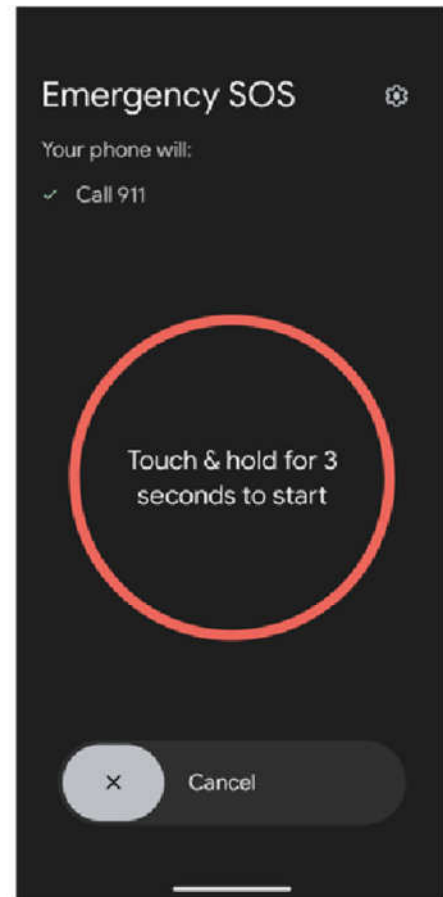 Emergency SOS
Your phone will:
Call 911
Touch & hold for 3
seconds to start
Cancel